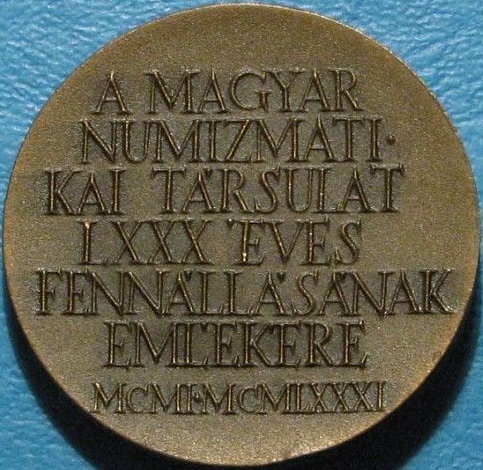 A MAGYAR
NUMIZMATI·
KAI TÁRSULAT
LXXX ÉVES
FENNÁLLÁSÁNAK
EMLÉKÉRE
MCMI·MCMLXXXI